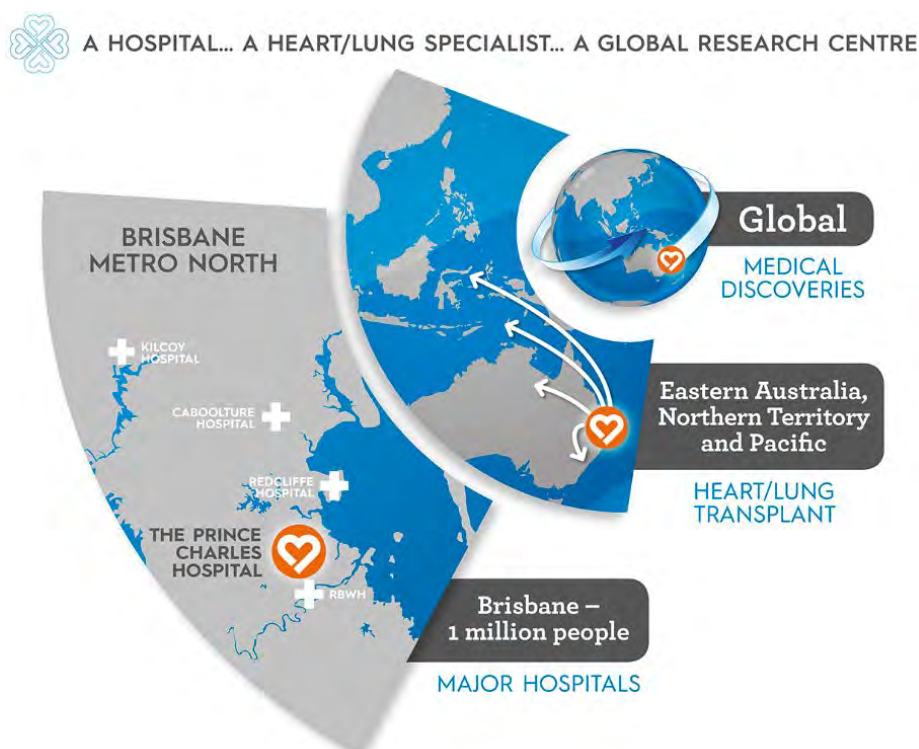 A HOSPITAL... A HEART/LUNG SPECIALIST... A GLOBAL RESEARCH CENTRE
Global
MEDICAL
DISCOVERIES
BRISBANE
METRO NORTH
KILCOY
HOSPITAL
CABOOLTURE
HOSPITAL
Eastern Australia,
Northern Territory
and Pacific
HEART/LUNG
TRANSPLANT
REDCLIFFE
HOSPITAL
THE PRINCE
CHARLES
HOSPITAL
RBWH
Brisbane –
1 million people
MAJOR HOSPITALS